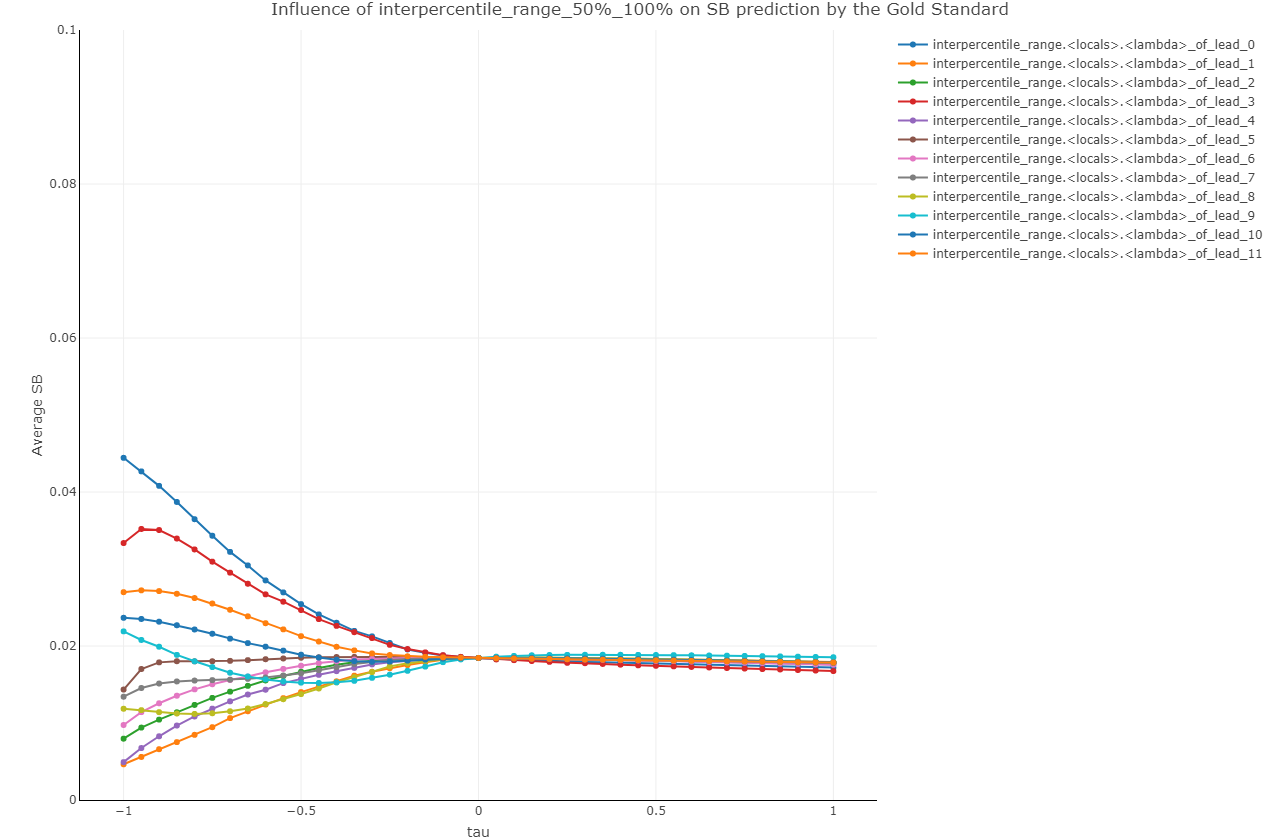 Influence of interpercentile_range_50%_100% on SB prediction by the Gold Standard
interpercentile_range.<locals>.<lambda>_of_lead_0
interpercentile_range.<locals>.<lambda>_of_lead_1
interpercentile_range.<locals>.<lambda>_of_lead_2
interpercentile_range.<locals>.<lambda>_of_lead_3
interpercentile_range.<locals>.<lambda>_of_lead_4
interpercentile_range.<locals>.<lambda>_of_lead_5
interpercentile_range.<locals>.<lambda>_of_lead_6
interpercentile_range.<locals>.<lambda>_of_lead_7
interpercentile_range.<locals>.<lambda>_of_lead_8
interpercentile_range.<locals>.<lambda>_of_lead_9
interpercentile_range.<locals>.<lambda>_of_lead_10
interpercentile_range.<locals>.<lambda>_of_lead_11
0.1
0.08
0.06
0.04
0.02
0
Average SB
−1
−0.5
0
0.5
1
tau